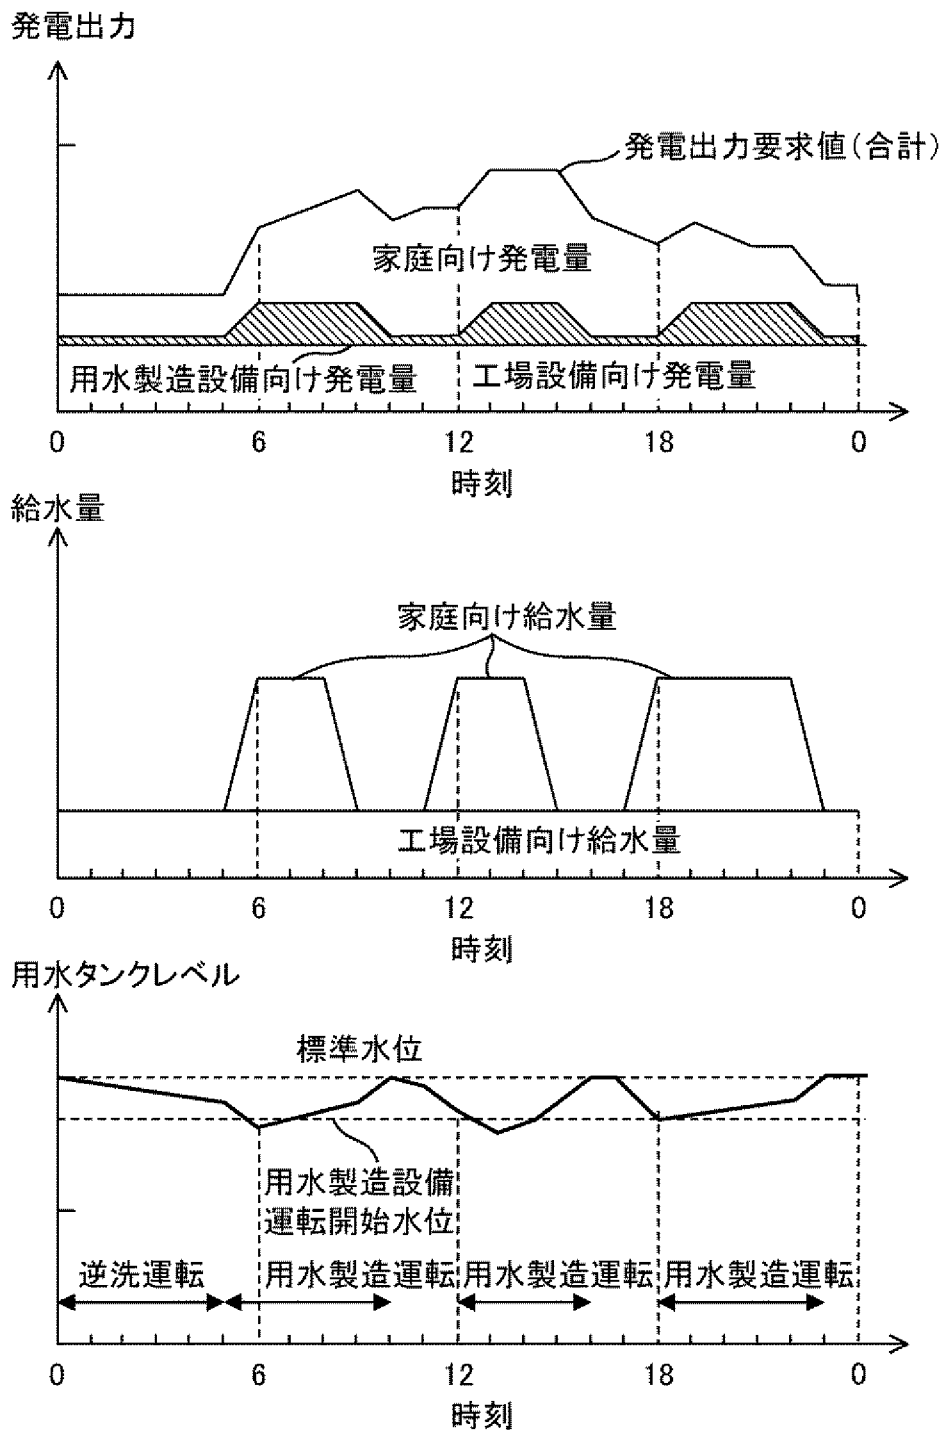 発電出力
発電出力要求値（合計）
家庭向け発電量
用水製造設備向け発電量
工場設備向け発電量
0 6 12 18 0
時刻
給水量
家庭向け給水量
工場設備向け給水量
0 6 12 18 0
時刻
用水タンクレベル
標準水位
用水製造設備
運転開始水位
逆洗運転 用水製造運転 用水製造運転 用水製造運転
0 6 12 18 0
時刻